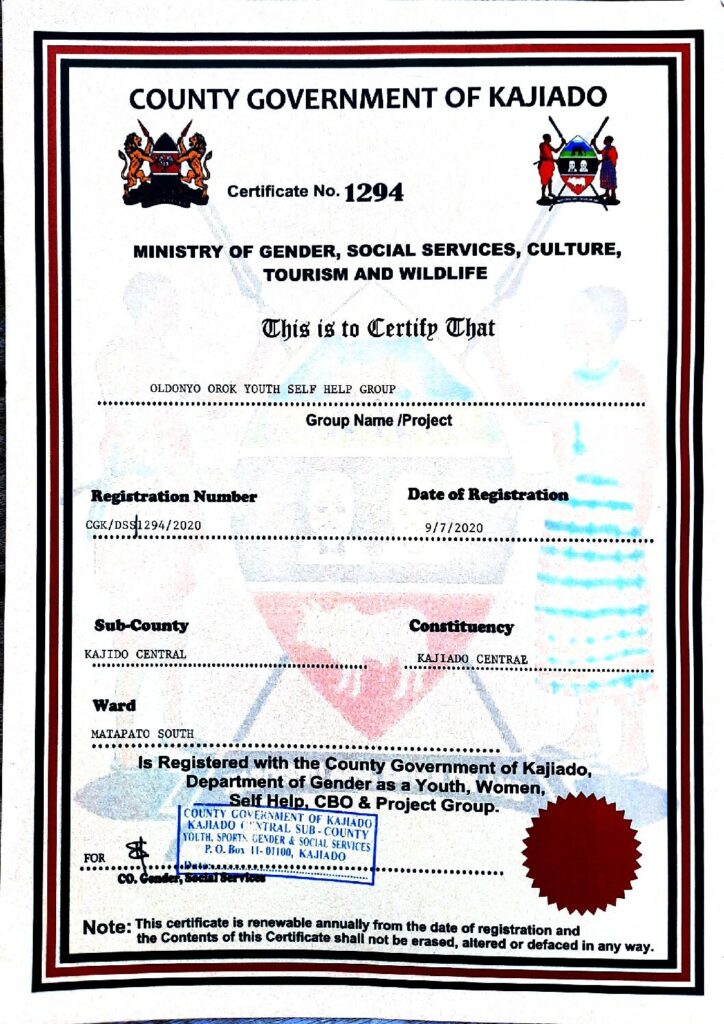 COUNTY GOVERNMENT OF KAJIADO
Certificate No. 1294
MINISTRY OF GENDER, SOCIAL SERVICES, CULTURE,
TOURISM AND WILDLIFE
This is to Certify That
OLDONYO OROK YOUTH SELF HELP GROUP
Group Name /Project
Registration Number Date of Registration
CGK/DSS/1294/2020 9/7/2020
Sub-County Constituency
KAJIDO CENTRAL KAJIADO CENTRAL
Ward
MATAPATO SOUTH
Is Registered with the County Government of Kajiado,
Department of Gender as a Youth, Women,
Self Help, CBO & Project Group.
COUNTY GOVERNMENT OF KAJIADO
KAJIADO CENTRAL SUB - COUNTY
YOUTH, SPORTS, GENDER & SOCIAL SERVICES
P. O. Box 11- 01100, KAJIADO
Date:
FOR
CO. Gender, Social Services
Note: This certificate is renewable annually from the date of registration and
the Contents of this Certificate shall not be erased, altered or defaced in any way.